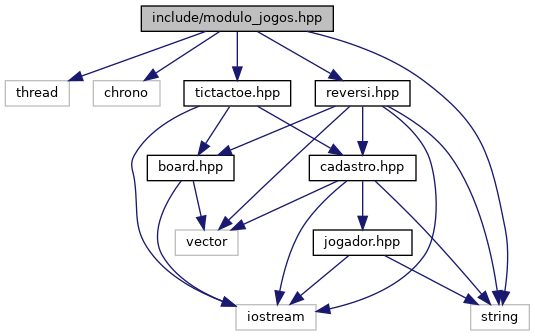 include/modulo_jogos.hpp
thread
chrono
tictactoe.hpp
reversi.hpp
board.hpp
cadastro.hpp
vector
jogador.hpp
iostream
string